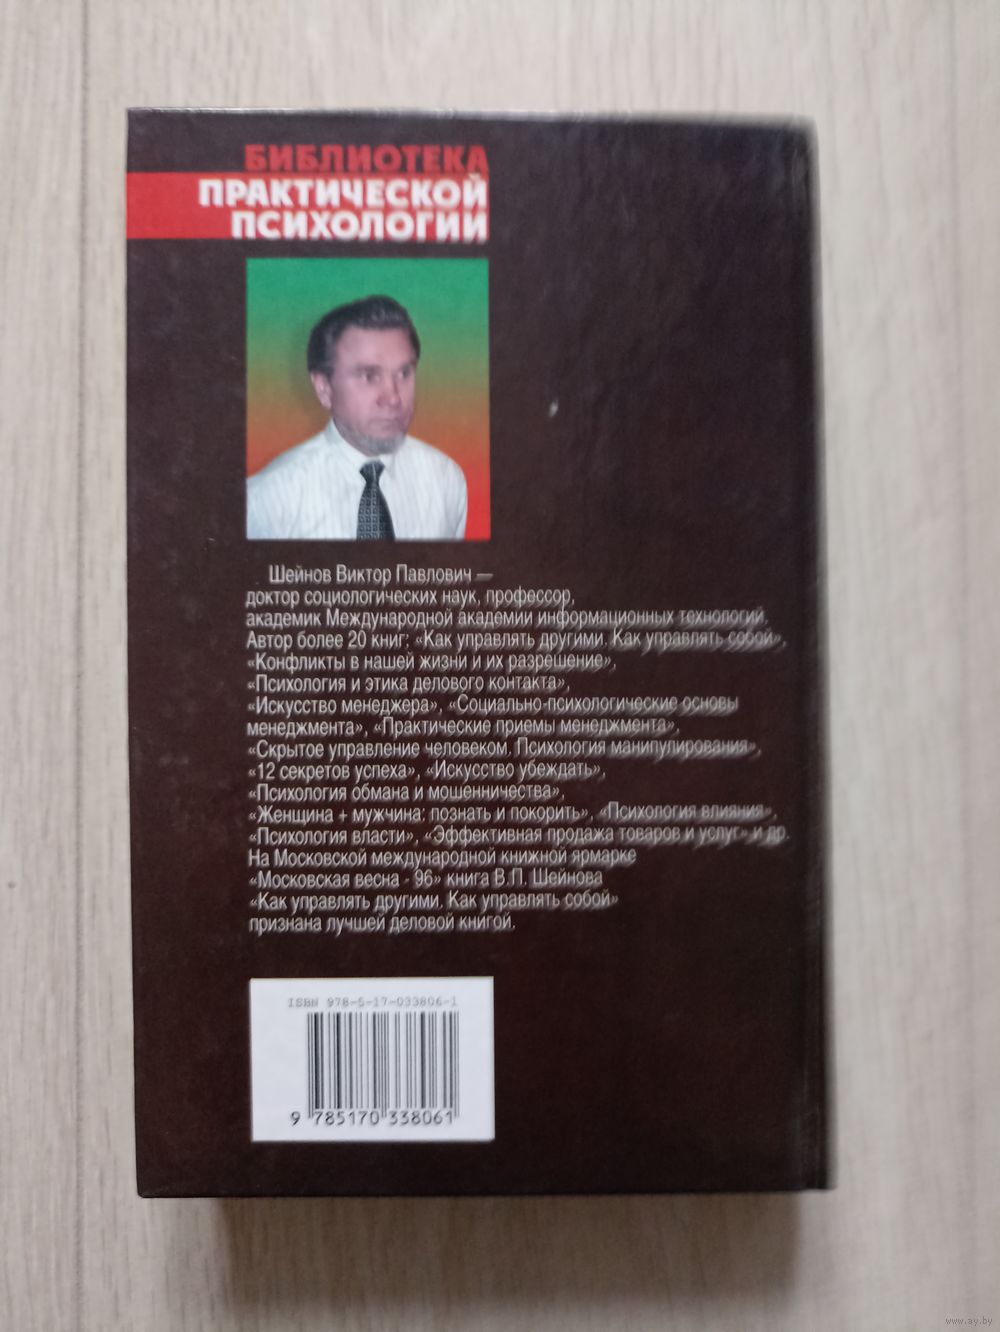 БИБЛИОТЕКА
ПРАКТИЧЕСКОЙ
ПСИХОЛОГИИ
Шейнов Виктор Павлович —
доктор социологических наук, профессор,
академик Международной академии информационных технологий.
Автор более 20 книг: «Как управлять другими. Как управлять собой»,
«Конфликты в нашей жизни и их разрешение»,
«Психология и этика делового контакта»,
«Искусство менеджера», «Социально-психологические основы
менеджмента», «Практические приемы менеджмента»,
«Скрытое управление человеком. Психология манипулирования»,
«12 секретов успеха», «Искусство убеждать»,
«Психология обмана и мошенничества»,
«Женщина + мужчина: познать и покорить», «Психология влияния»,
«Психология власти», «Эффективная продажа товаров и услуг» и др.
На Московской международной книжной ярмарке
«Московская весна - 96» книга В.П. Шейнова
«Как управлять другими. Как управлять собой»
признана лучшей деловой книгой.
ISBN 978-5-17-033806-1
9 785170 338061
www.ay.by